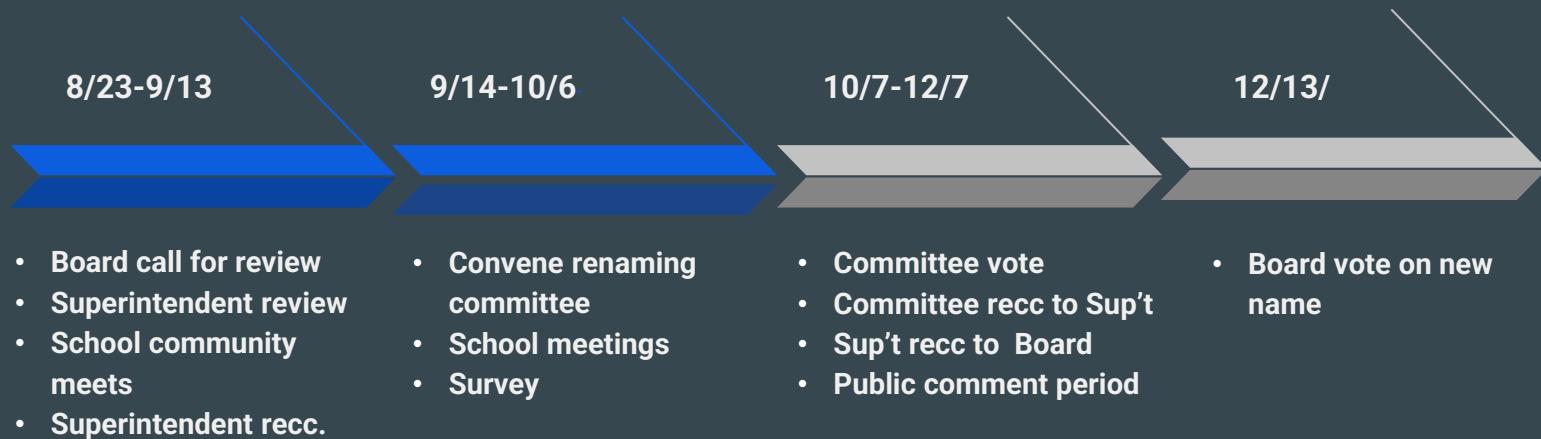 8/23-9/13
9/14-10/6
10/7-12/7
12/13/
• Board call for review
• Superintendent review
• School community
meets
• Superintendent recc.
• Convene renaming
committee
• School meetings
• Survey
• Committee vote
• Committee recc to Sup’t
• Sup’t recc to  Board
• Public comment period
• Board vote on new
name